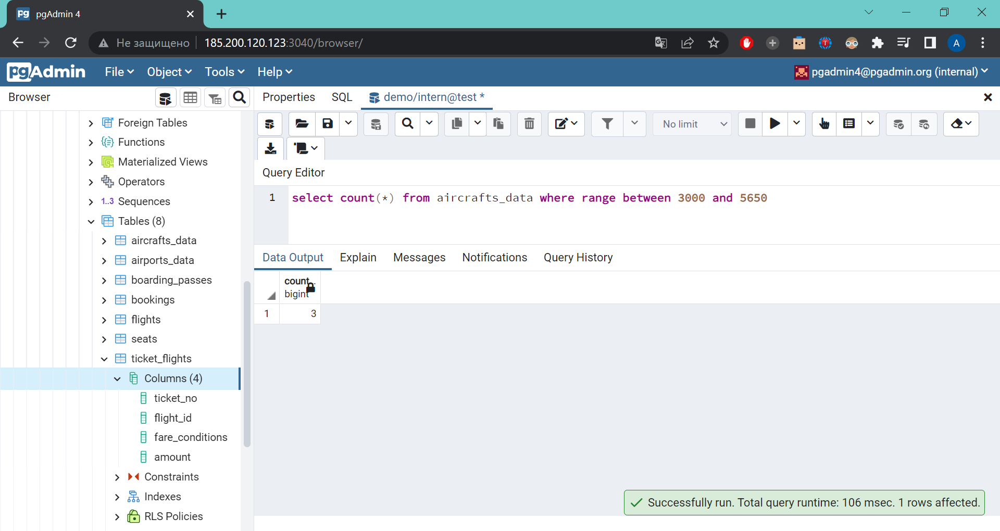 pg pgAdmin 4
Не защищено 185.200.120.123:3040/browser/
A
pgAdmin File Object Tools Help pgadmin4@pgadmin.org (internal)
Browser
Properties SQL demo/intern@test *
No limit
Foreign Tables
Functions
Materialized Views
Operators
1..3 Sequences
Tables (8)
aircrafts_data
airports_data
boarding_passes
bookings
flights
seats
ticket_flights
Columns (4)
ticket_no
flight_id
fare_conditions
amount
Constraints
Indexes
RLS Policies
Query Editor
1 select count(*) from aircrafts_data where range between 3000 and 5650
Data Output Explain Messages Notifications Query History
count
bigint
1 3
Successfully run. Total query runtime: 106 msec. 1 rows affected.